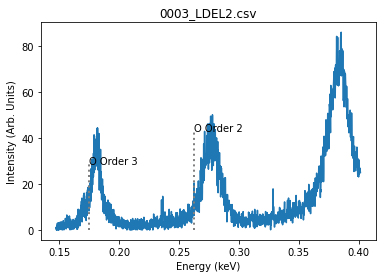 0003_LDEL2.csv
Intensity (Arb. Units)
80
60
40
20
0
O Order 3
O Order 2
0.15 0.20 0.25 0.30 0.35 0.40
Energy (keV)